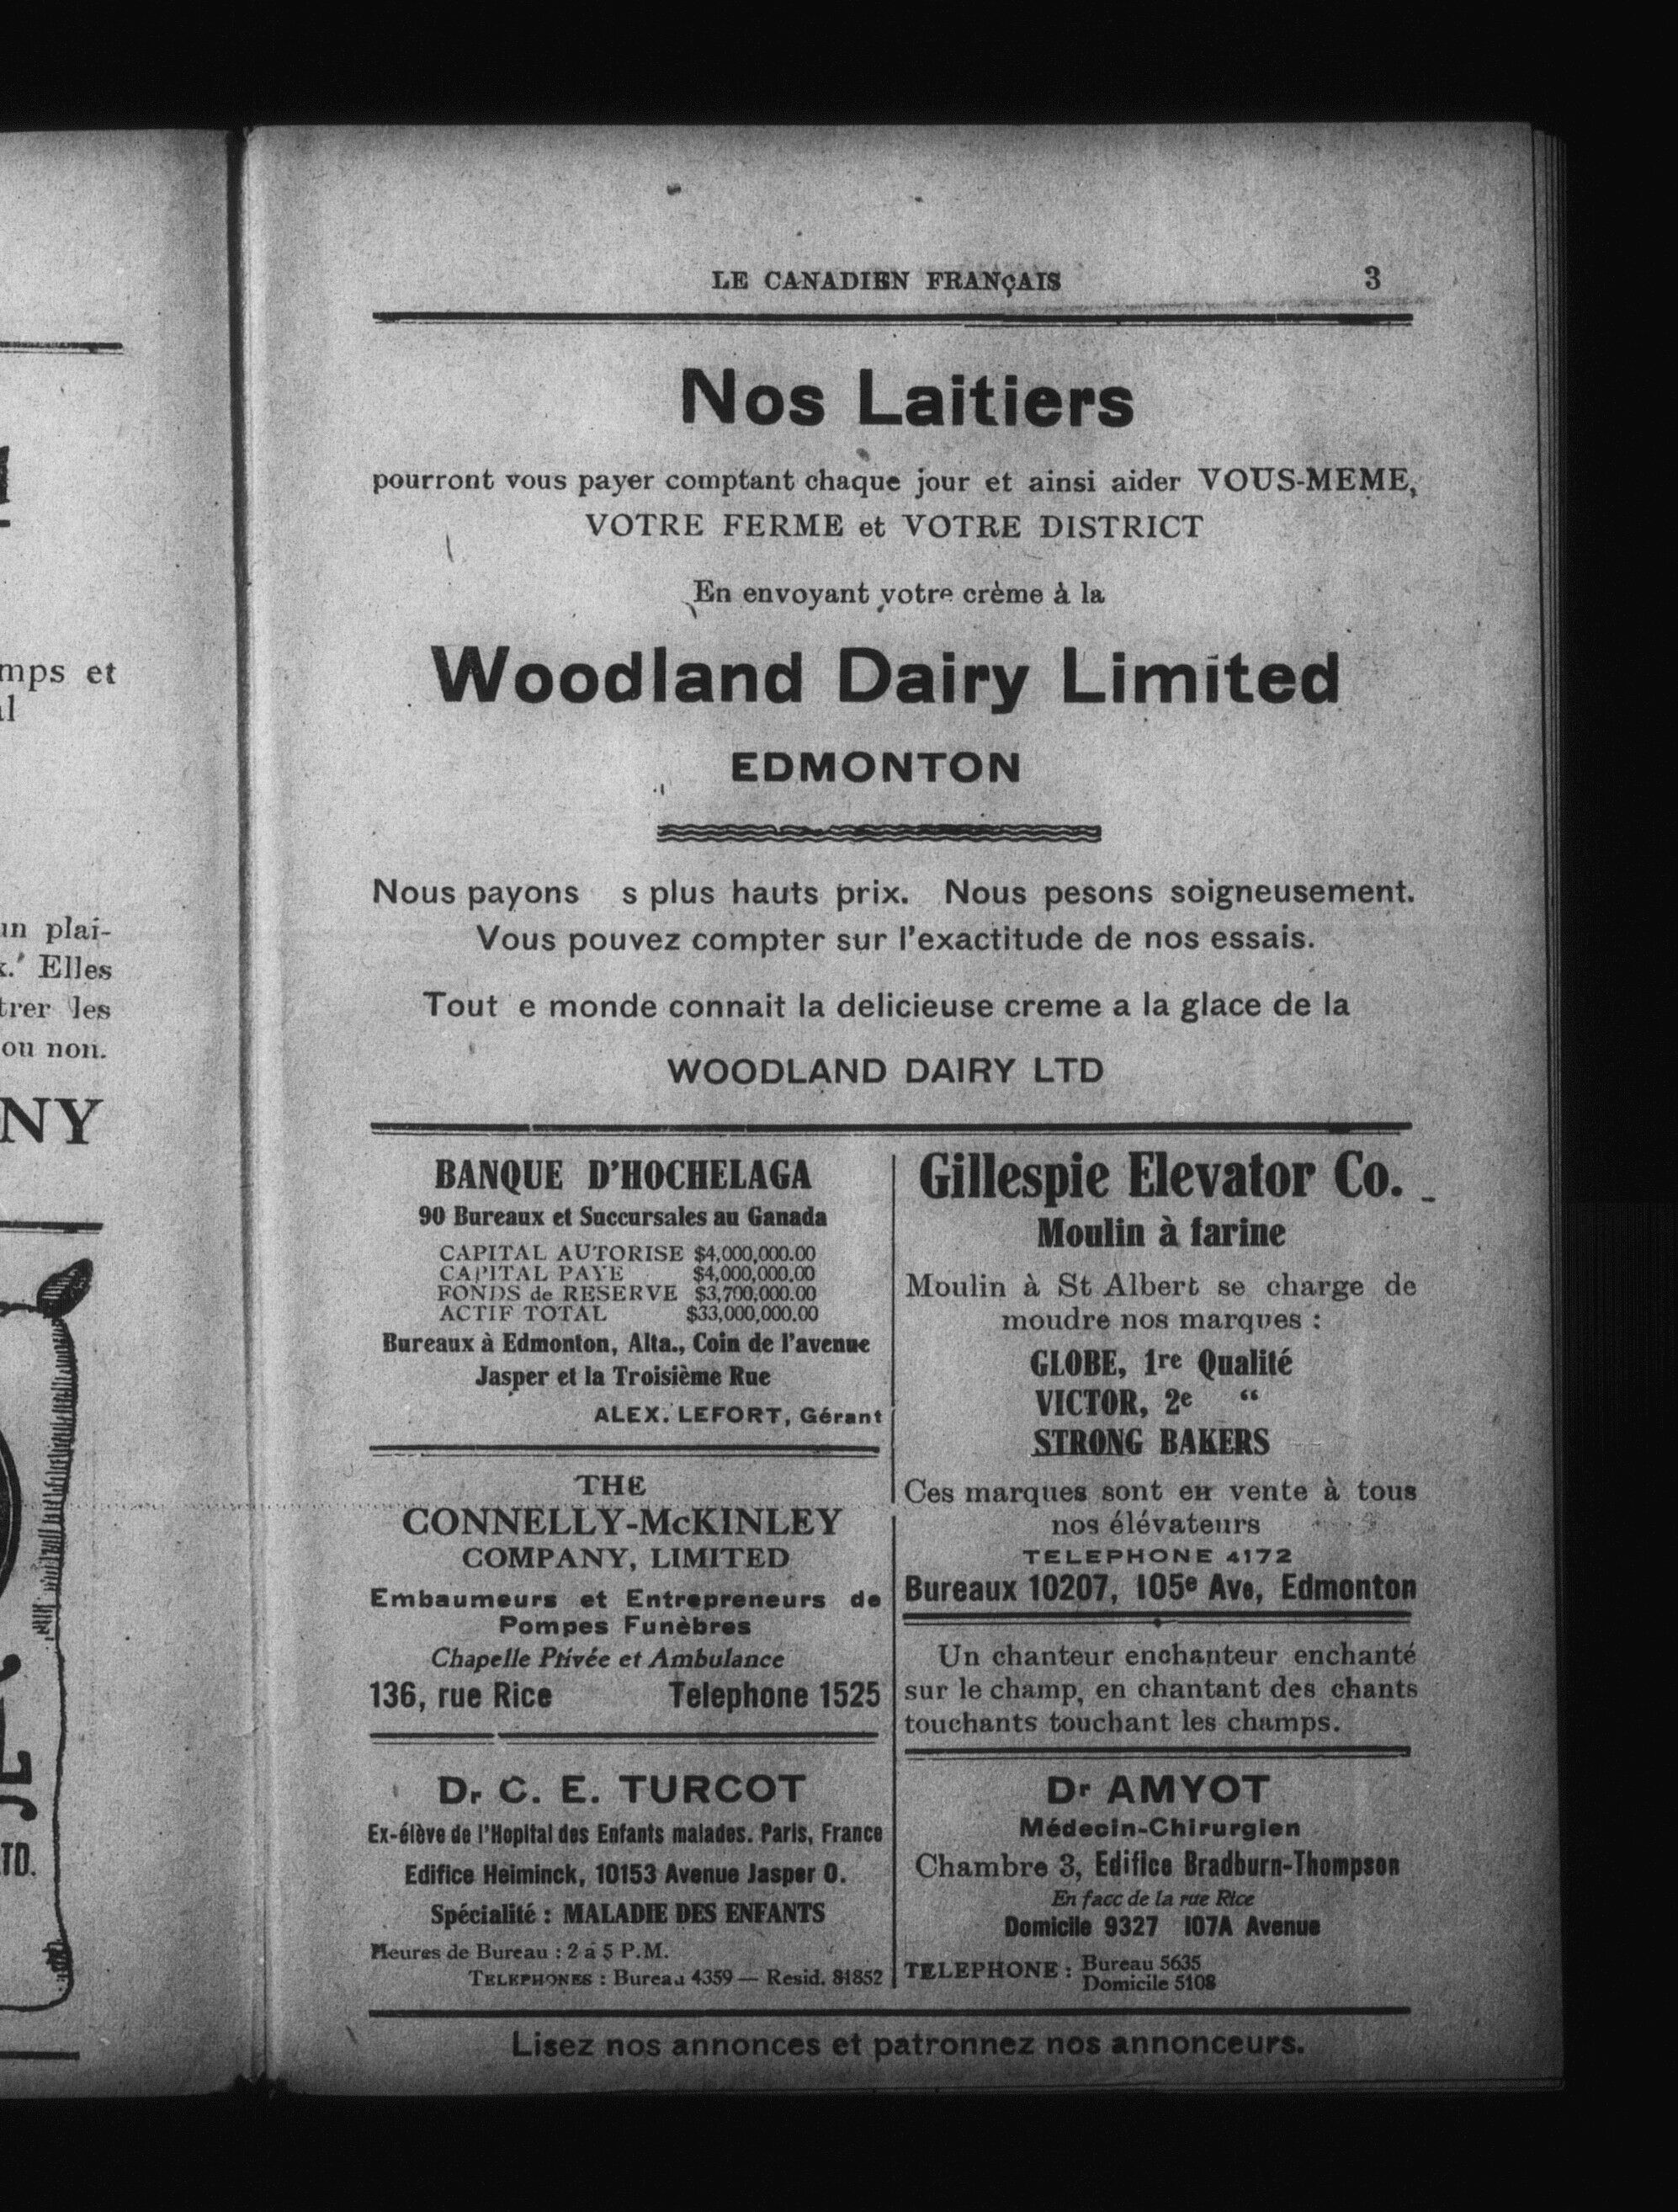 mps et
un plai-
Elles
trer les
ou non.
NY
TD.
LE CANADIEN FRANÇAIS 3
Nos Laitiers
pourront vous payer comptant chaque jour et ainsi aider VOUS-MEME,
VOTRE FERME et VOTRE DISTRICT
En envoyant votre crème à la
Woodland Dairy Limited
EDMONTON
Nous payons s plus hauts prix. Nous pesons soigneusement.
Vous pouvez compter sur l'exactitude de nos essais.
Tout e monde connait la delicieuse creme a la glace de la
WOODLAND DAIRY LTD
BANQUE D'HOCHELAGA
90 Bureaux et Succursales au Ganada
CAPITAL AUTORISE $4,000,000.00
CAPITAL PAYE $4,000,000.00
FONDS de RESERVE $3,700,000.00
ACTIF TOTAL $33,000,000.00
Bureaux à Edmonton, Alta., Coin de l'avenue
Jasper et la Troisième Rue
ALEX. LEFORT, Gérant
THE
CONNELLY-McKINLEY
COMPANY, LIMITED
Embaumeurs et Entrepreneurs de
Pompes Funèbres
Chapelle Ptivée et Ambulance
136, rue Rice Telephone 1525
Dr C. E. TURCOT
Ex-élève de l'Hopital des Enfants malades. Paris, France
Edifice Heiminck, 10153 Avenue Jasper O.
Spécialité : MALADIE DES ENFANTS
Heures de Bureau : 2 á 5 P.M.
TELEPHONES : Bureau 4359 — Resid. 81852
Gillespie Elevator Co.
Moulin à farine
Moulin à St Albert se charge de
moudre nos marques :
GLOBE, 1re Qualité
VICTOR, 2e “
STRONG BAKERS
Ces marques sont en vente à tous
nos élévateurs
TELEPHONE 4172
Bureaux 10207, 105e Ave, Edmonton
Un chanteur enchanteur enchanté
sur le champ, en chantant des chants
touchants touchant les champs.
Dr AMYOT
Médecin-Chirurgien
Chambre 3, Edifice Bradburn-Thompson
En facc de la rue Rice
Domicile 9327 107A Avenue
TELEPHONE : Bureau 5635
Domicile 5108
Lisez nos annonces et patronnez nos annonceurs.